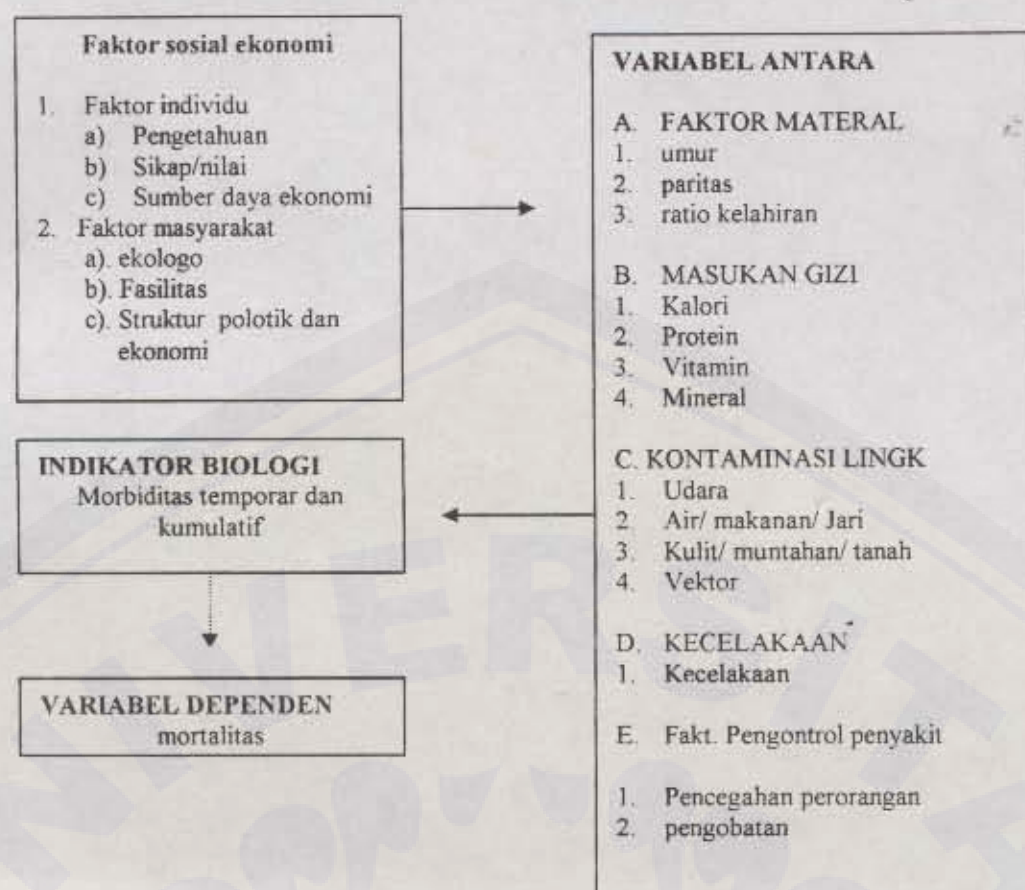 Faktor sosial ekonomi
1. Faktor individu
a) Pengetahuan
b) Sikap/nilai
c) Sumber daya ekonomi
2. Faktor masyarakat
a). ekologo
b). Fasilitas
c). Struktur polotik dan
ekonomi
INDIKATOR BIOLOGI
Morbiditas temporar dan
kumulatif
VARIABEL DEPENDEN
mortalitas
VARIABEL ANTARA
A. FAKTOR MATERAL
1. umur
2. paritas
3. ratio kelahiran
B. MASUKAN GIZI
1. Kalori
2. Protein
3. Vitamin
4. Mineral
C. KONTAMINASI LINGK
1. Udara
2. Air/ makanan/ Jari
3. Kulit/ muntahan/ tanah
4. Vektor
D. KECELAKAAN
1. Kecelakaan
E. Fakt. Pengontrol penyakit
1. Pencegahan perorangan
2. pengobatan